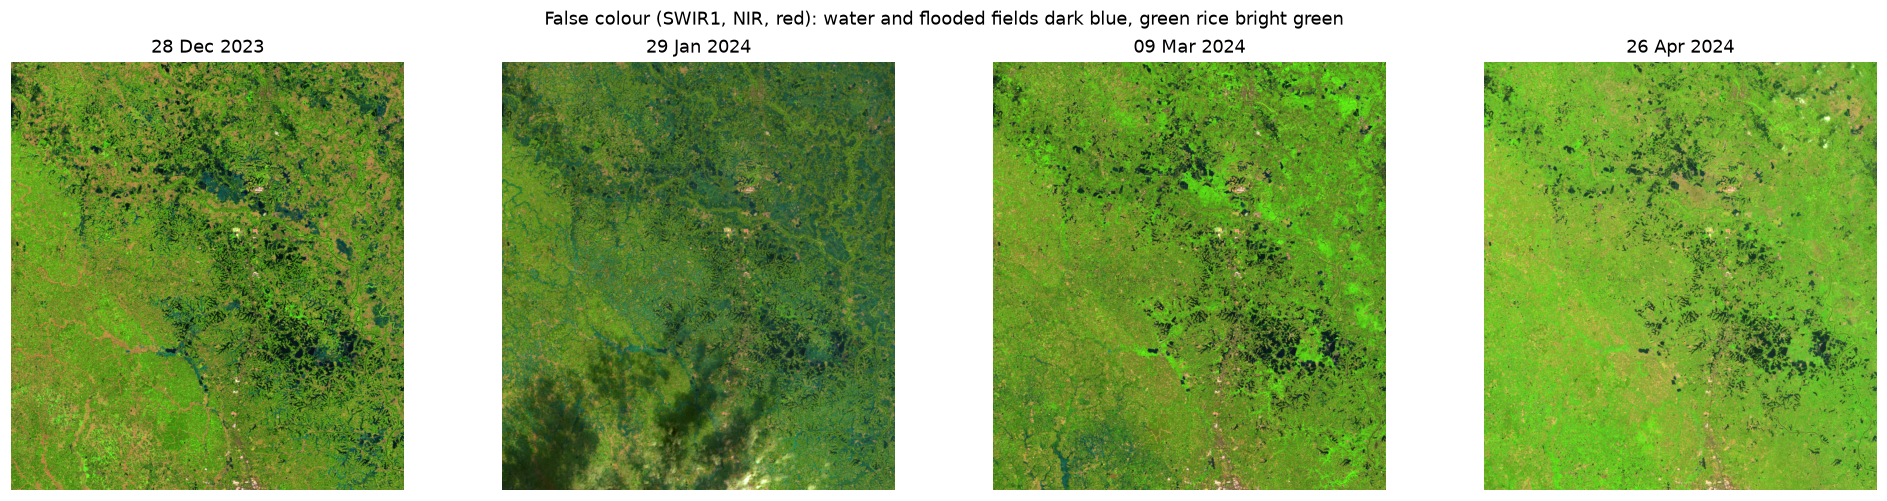 False colour (SWIR1, NIR, red): water and flooded fields dark blue, green rice bright green
28 Dec 2023
29 Jan 2024
09 Mar 2024
26 Apr 2024